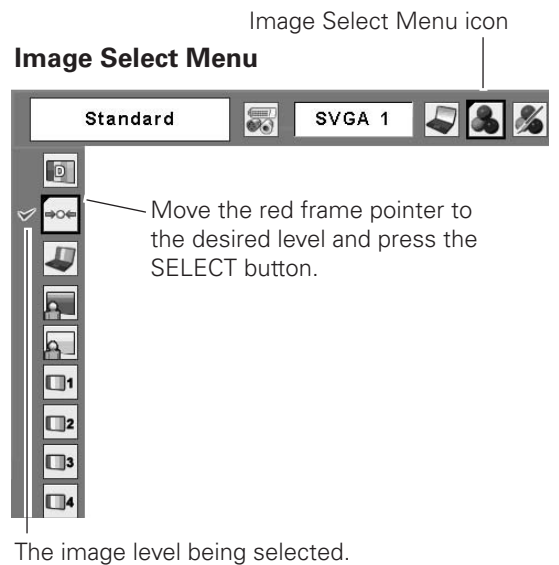 Image Select Menu icon
Image Select Menu
Standard
SVGA 1
D
Move the red frame pointer to
the desired level and press the
SELECT button.
1
2
3
4
The image level being selected.